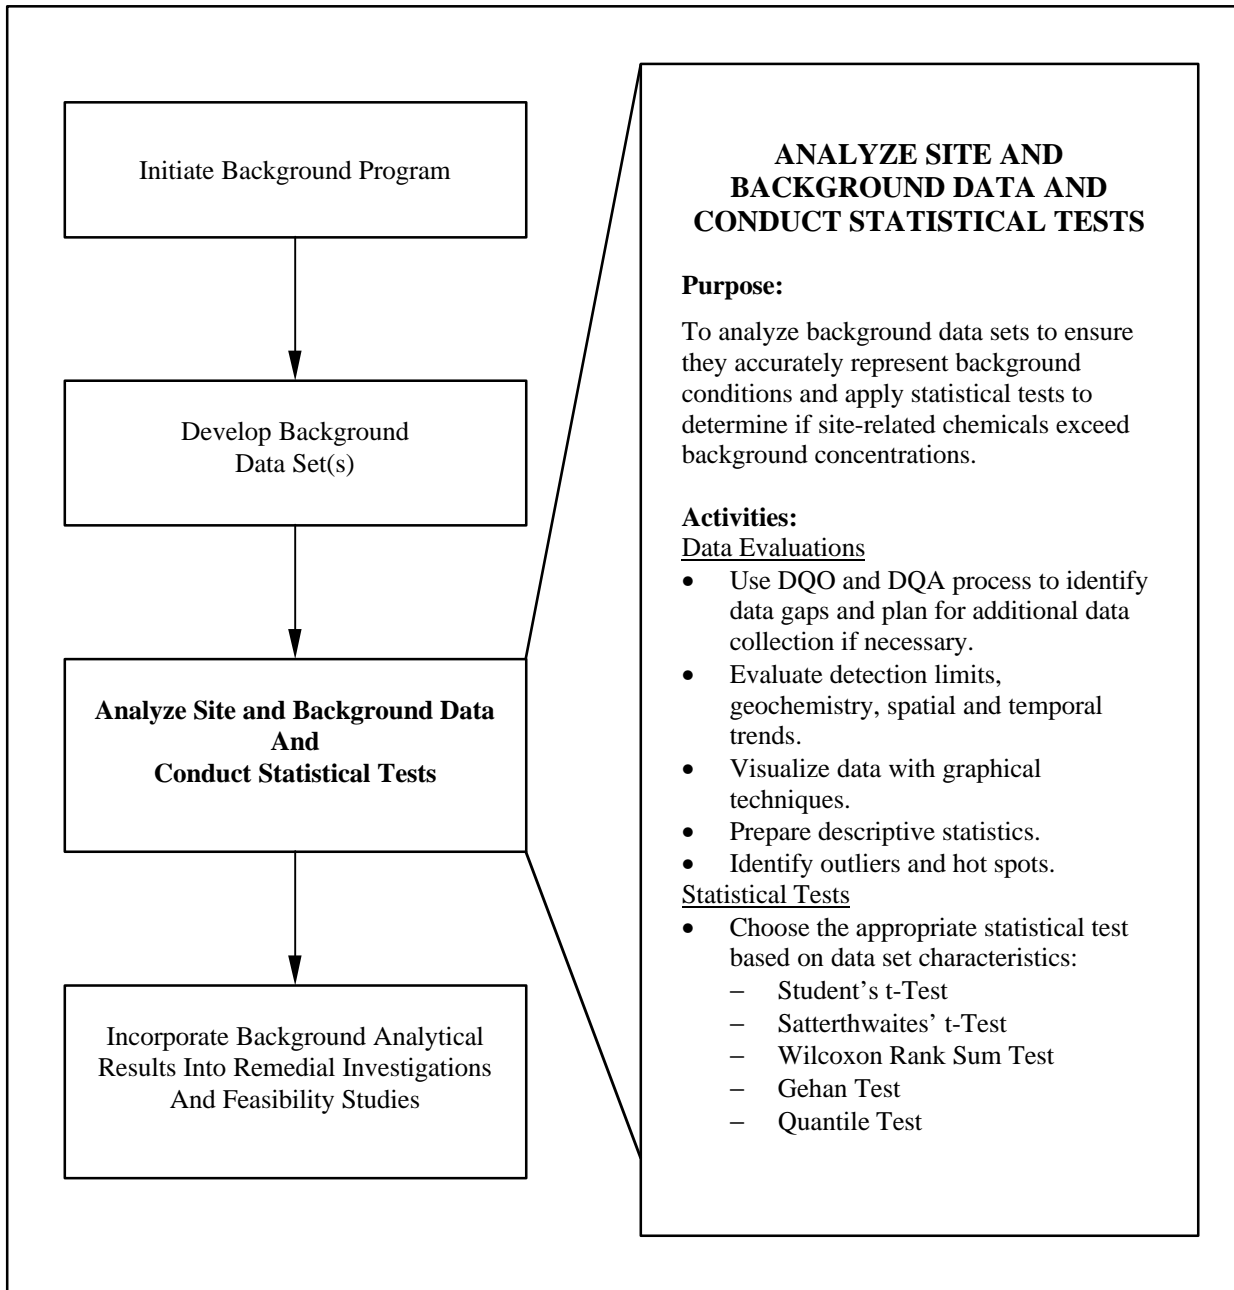 Initiate Background Program
Develop Background
Data Set(s)
Analyze Site and Background Data
And
Conduct Statistical Tests
Incorporate Background Analytical
Results Into Remedial Investigations
And Feasibility Studies
ANALYZE SITE AND
BACKGROUND DATA AND
CONDUCT STATISTICAL TESTS
Purpose:
To analyze background data sets to ensure
they accurately represent background
conditions and apply statistical tests to
determine if site-related chemicals exceed
background concentrations.
Activities:
Data Evaluations
• Use DQO and DQA process to identify
data gaps and plan for additional data
collection if necessary.
• Evaluate detection limits,
geochemistry, spatial and temporal
trends.
• Visualize data with graphical
techniques.
• Prepare descriptive statistics.
• Identify outliers and hot spots.
Statistical Tests
• Choose the appropriate statistical test
based on data set characteristics:
– Student’s t-Test
– Satterthwaites’ t-Test
– Wilcoxon Rank Sum Test
– Gehan Test
– Quantile Test